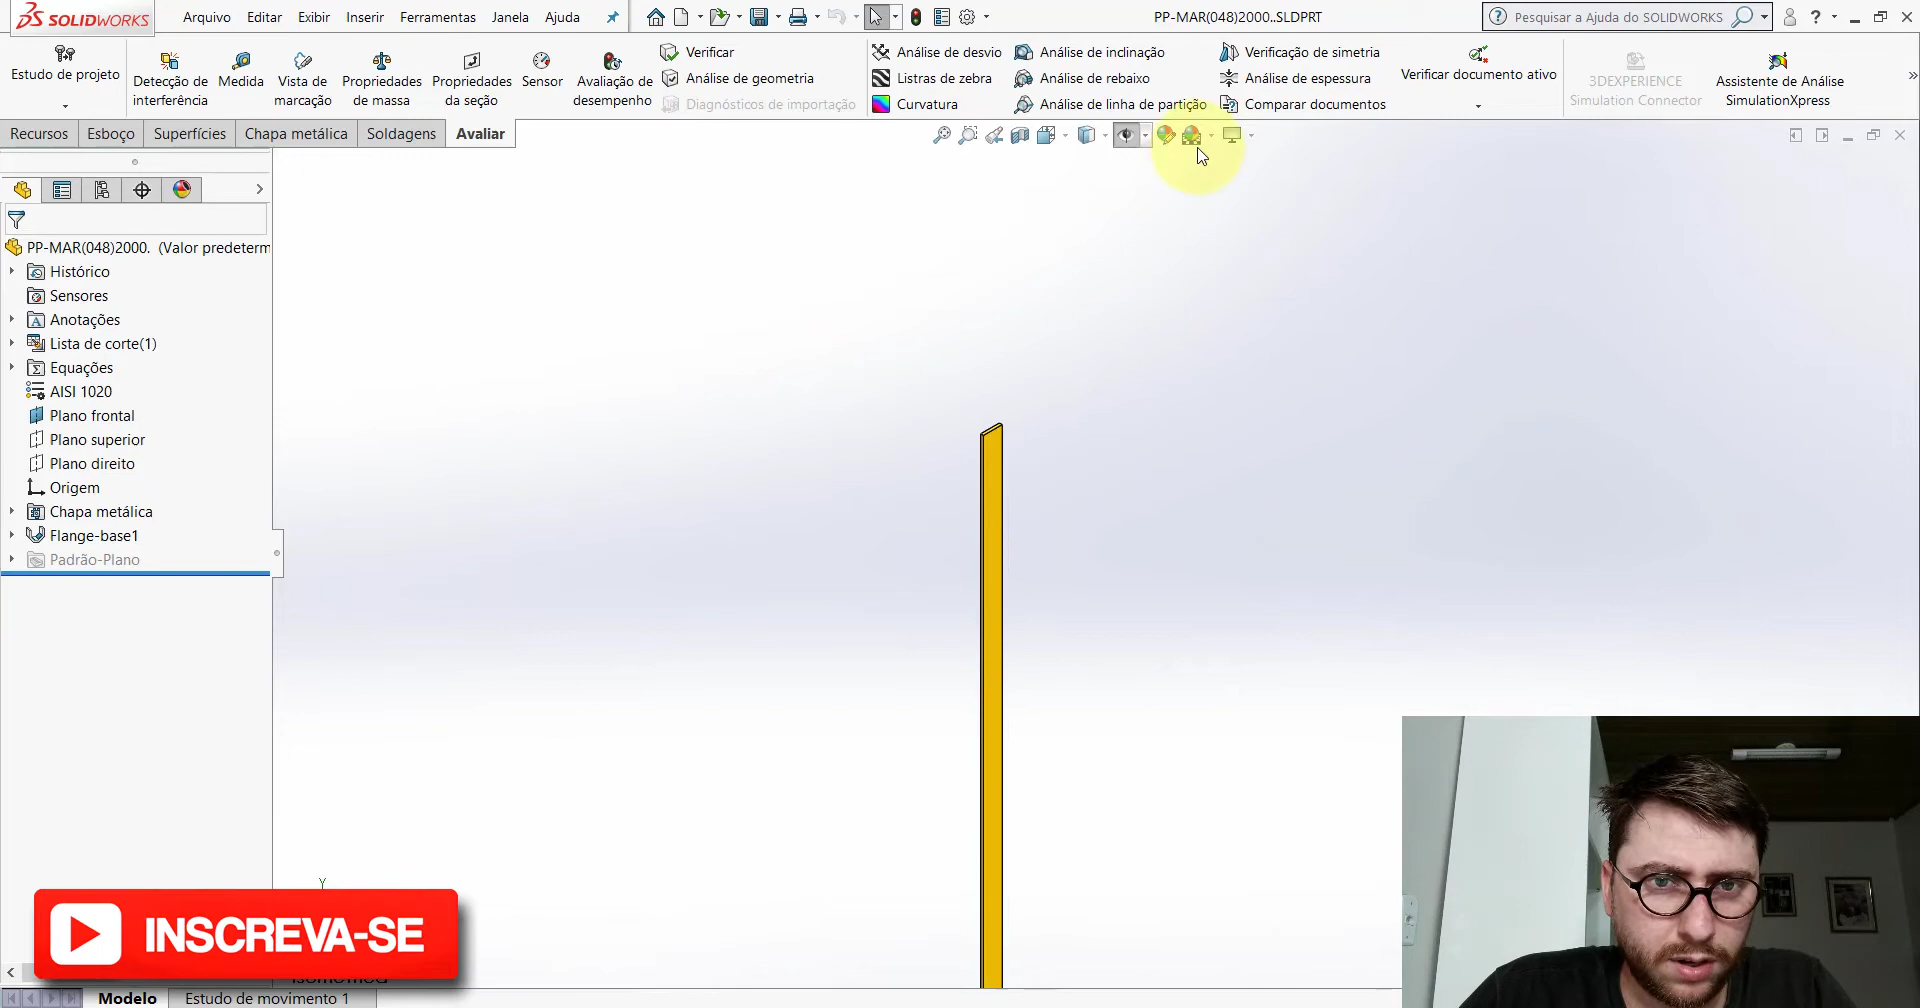 SOLIDWORKS
Arquivo Editar Exibir Inserir Ferramentas Janela Ajuda
PP-MAR(048)2000..SLDPRT
Pesquisar a Ajuda do SOLIDWORKS
Estudo de projeto
Detecção de interferência
Medida
Vista de marcação
Propriedades de massa
Propriedades da seção
Sensor
Avaliação de desempenho
Verificar
Análise de geometria
Diagnósticos de importação
Análise de desvio
Listras de zebra
Curvatura
Análise de inclinação
Análise de rebaixo
Análise de linha de partição
Verificação de simetria
Análise de espessura
Comparar documentos
Verificar documento ativo
3DEXPERIENCE
Simulation Connector
Assistente de Análise
SimulationXpress
Recursos Esboço Superfícies Chapa metálica Soldagens Avaliar
PP-MAR(048)2000. (Valor predeterm
Histórico
Sensores
Anotações
Lista de corte(1)
Equações
AISI 1020
Plano frontal
Plano superior
Plano direito
Origem
Chapa metálica
Flange-base1
Padrão-Plano
Y
INSCREVA-SE
Modelo Estudo de movimento 1